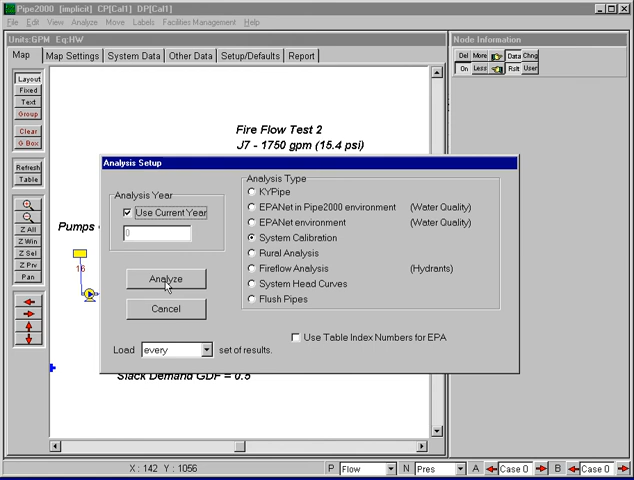 Pipe2000 [implicit] CP[Cal1] DP[Cal1]
File Edit View Analyze Move Labels Facilities Management Help
Units:GPM Eq:HW
Node Information
Map Map Settings System Data Other Data Setup/Defaults Report
Del More Data Chng
On Less Rslt User
Layout
Fixed
Text
Group
Clear
G Box
Refresh
Table
Z All
Z Win
Z Sel
Z Prv
Pan
Fire Flow Test 2
J7 - 1750 gpm (15.4 psi)
Pumps
16
Analysis Setup
Analysis Year
Use Current Year
0
Analyze
Cancel
Load every set of results.
Analysis Type
KYPipe
EPANet in Pipe2000 environment (Water Quality)
EPANet environment (Water Quality)
System Calibration
Rural Analysis
Fireflow Analysis (Hydrants)
System Head Curves
Flush Pipes
Use Table Index Numbers for EPA
Slack Demand GDF = 0.5
X : 142 Y : 1056
P Flow N Pres A Case 0 B Case 0